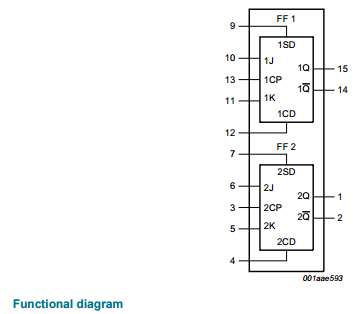 FF 1
9
1SD
10
1J
1Q
15
13
1CP
1Q̅
14
11
1K
1CD
12
FF 2
7
2SD
6
2J
2Q
1
3
2CP
2Q̅
2
5
2K
2CD
4
001aae593
Functional diagram